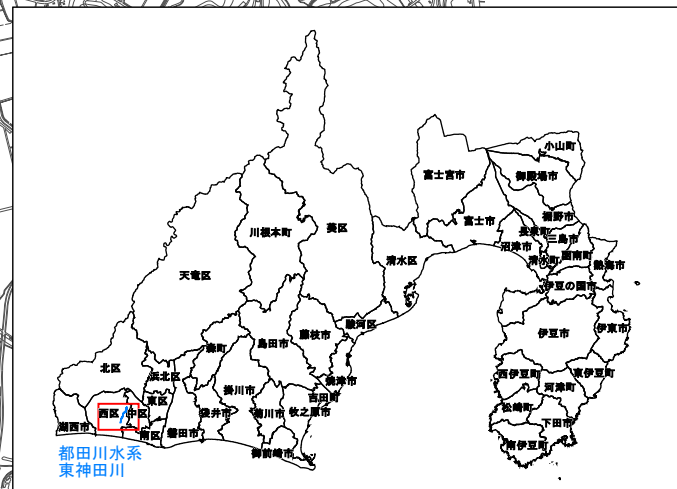 小山町
御殿場市
富士宮市
裾野市
富士市
長泉町
三島市
沼津市
清水町
函南町
熱海市
川根本町
葵区
清水区
天竜区
伊豆の国市
駿河区
伊豆市
伊東市
藤枝市
島田市
森町
北区
浜北区
焼津市
西伊豆町
東伊豆町
河津町
掛川市
吉田町
東区
松崎町
西区
中区
袋井市
菊川市
牧之原市
下田市
湖西市
南区
磐田市
南伊豆町
御前崎市
都田川水系
東神田川